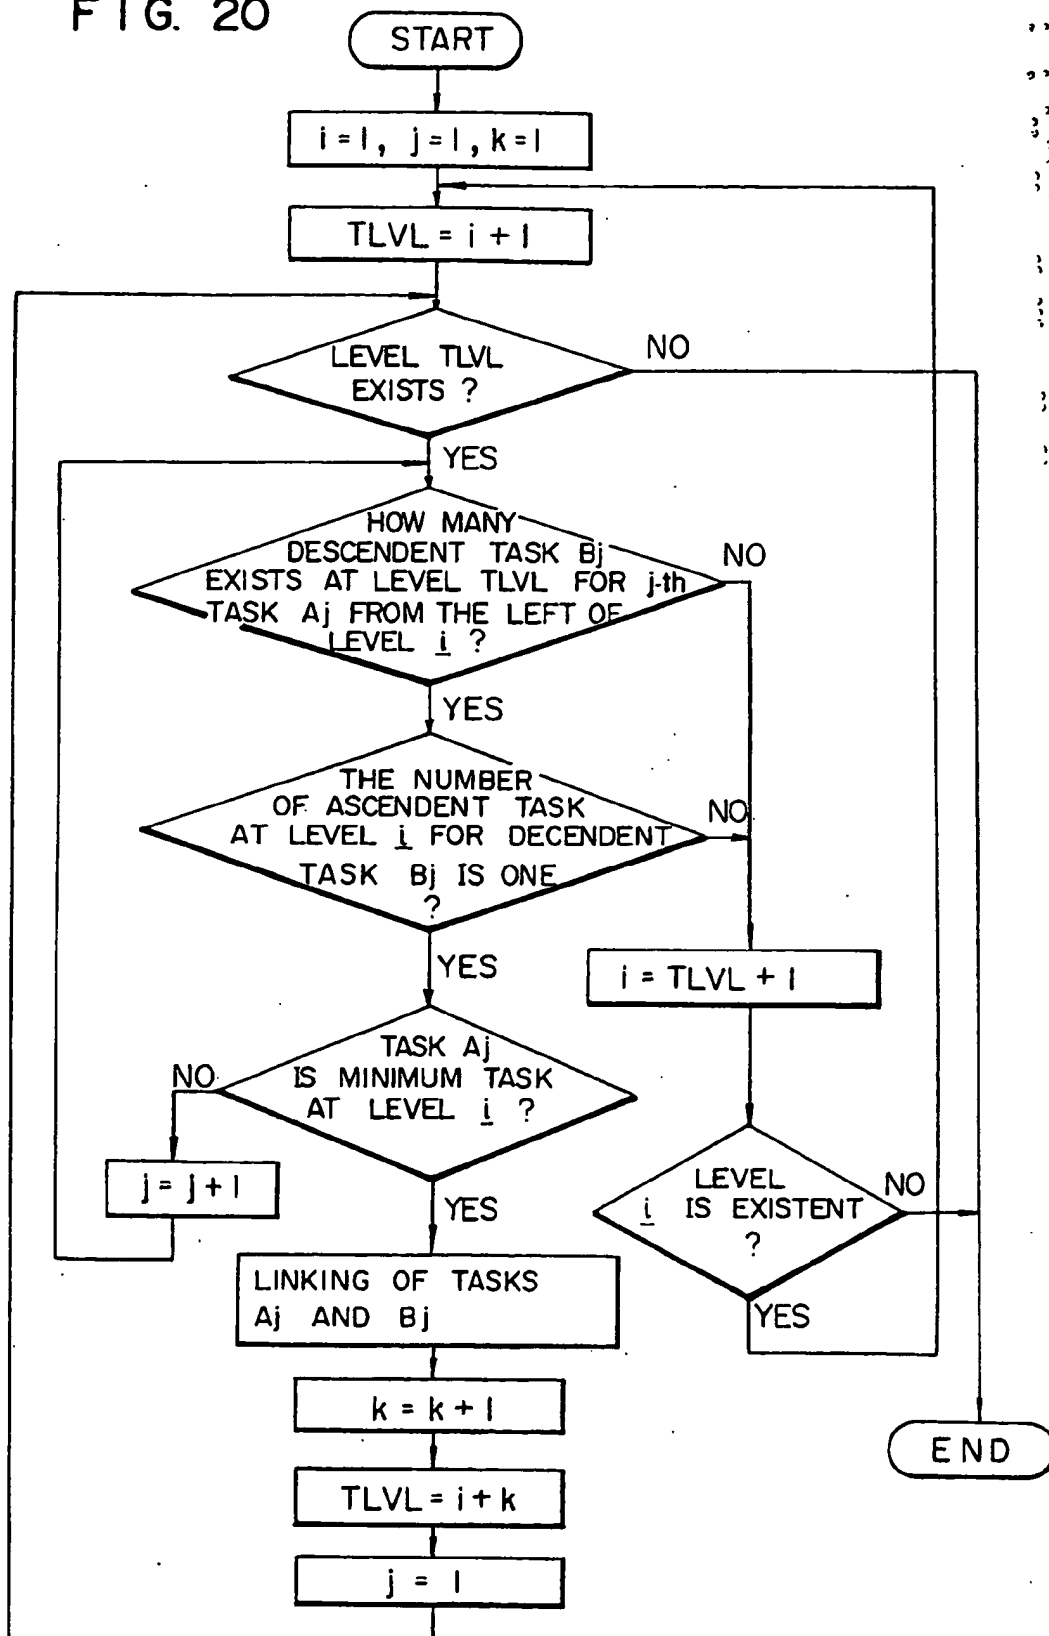 FIG. 20
START
i=1, j=1, k=1
TLVL = i + 1
LEVEL TLVL
EXISTS ?
NO
YES
HOW MANY
DESCENDENT TASK Bj
EXISTS AT LEVEL TLVL FOR j-th
TASK Aj FROM THE LEFT OF
LEVEL i ?
NO
YES
THE NUMBER
OF ASCENDENT TASK
AT LEVEL i FOR DECENDENT
TASK Bj IS ONE
?
NO
YES
i = TLVL + 1
TASK Aj
IS MINIMUM TASK
AT LEVEL i ?
NO
j = j + 1
YES
LEVEL
i IS EXISTENT
?
NO
YES
LINKING OF TASKS
Aj AND Bj
k = k + 1
END
TLVL = i + k
j = 1